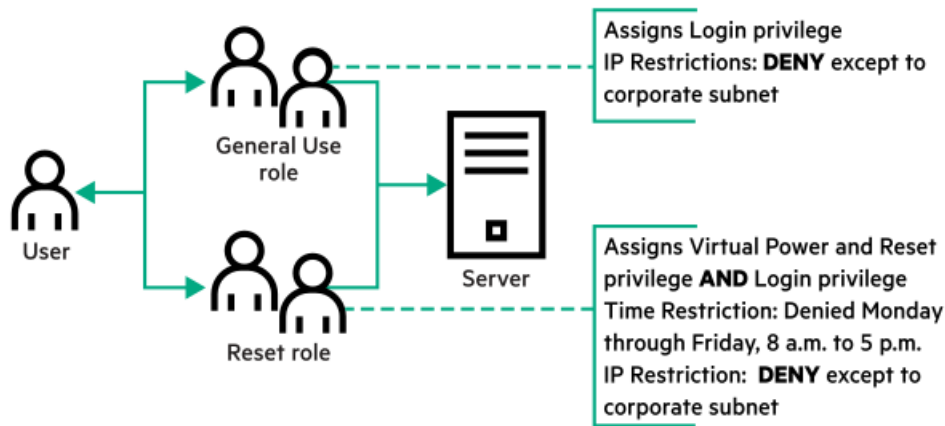 Assigns Login privilege
IP Restrictions: DENY except to
corporate subnet
General Use
role
User
Server
Reset role
Assigns Virtual Power and Reset
privilege AND Login privilege
Time Restriction: Denied Monday
through Friday, 8 a.m. to 5 p.m.
IP Restriction: DENY except to
corporate subnet